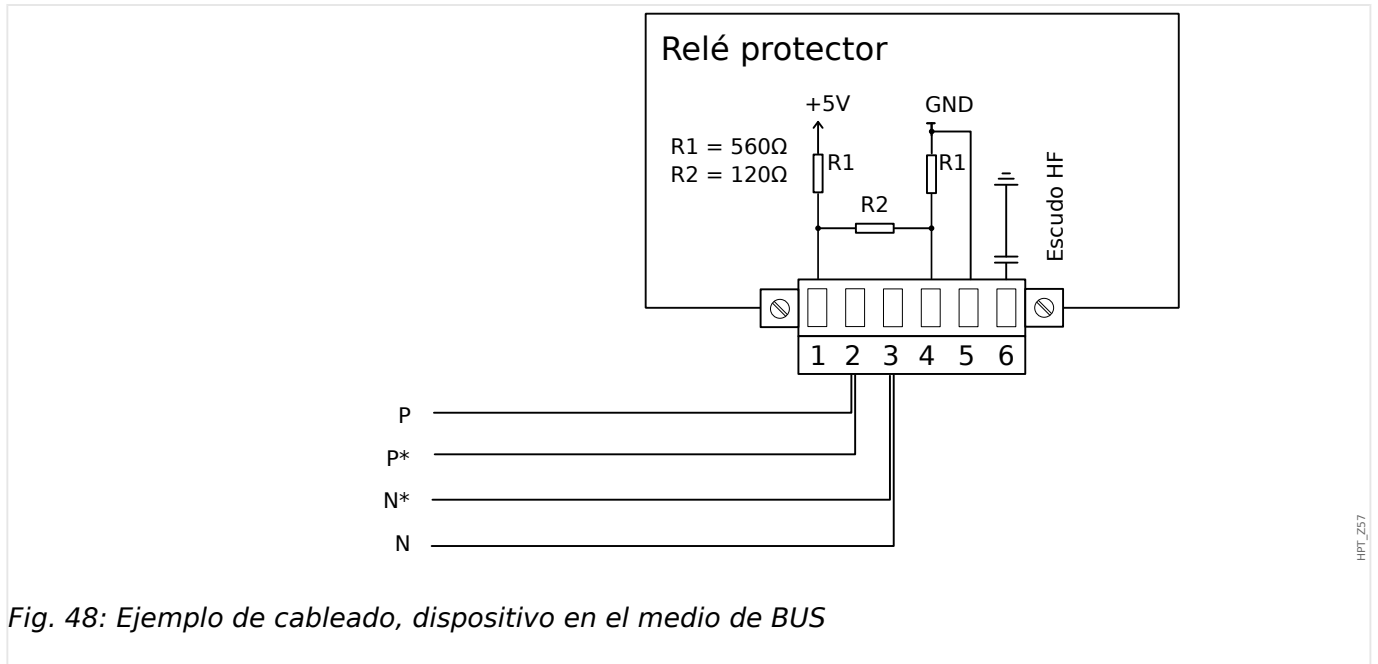 Relé protector
+5V
GND
R1 = 560Ω
R2 = 120Ω
R1
R1
R2
Escudo HF
1 2 3 4 5 6
P
P*
N*
N
HPT_Z57
Fig. 48: Ejemplo de cableado, dispositivo en el medio de BUS